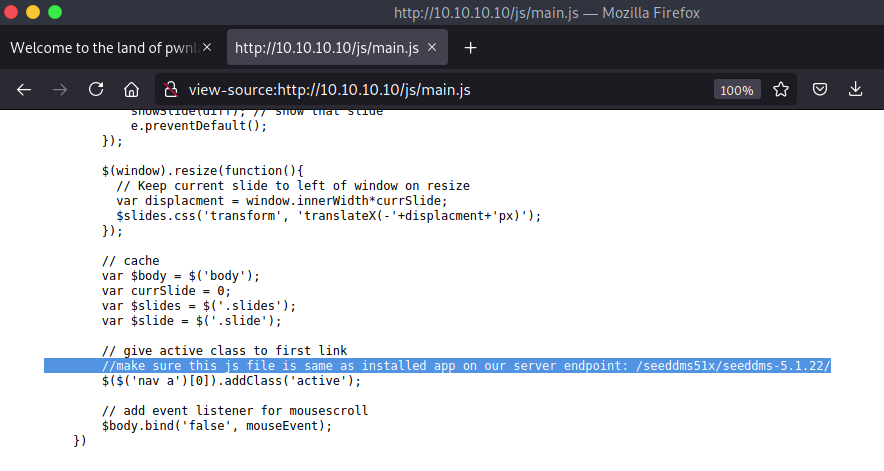 http://10.10.10.10/js/main.js — Mozilla Firefox
Welcome to the land of pwnl
http://10.10.10.10/js/main.js
view-source:http://10.10.10.10/js/main.js
100%
showSlide(diff); // show that slide
e.preventDefault();
});
$(window).resize(function(){
// Keep current slide to left of window on resize
var displacment = window.innerWidth*currSlide;
$slides.css('transform', 'translateX(-'+displacment+'px)');
});
// cache
var $body = $('body');
var currSlide = 0;
var $slides = $('.slides');
var $slide = $('.slide');
// give active class to first link
//make sure this js file is same as installed app on our server endpoint: /seeddms51x/seeddms-5.1.22/
$($('nav a')[0]).addClass('active');
// add event listener for mousescroll
$body.bind('false', mouseEvent);
})